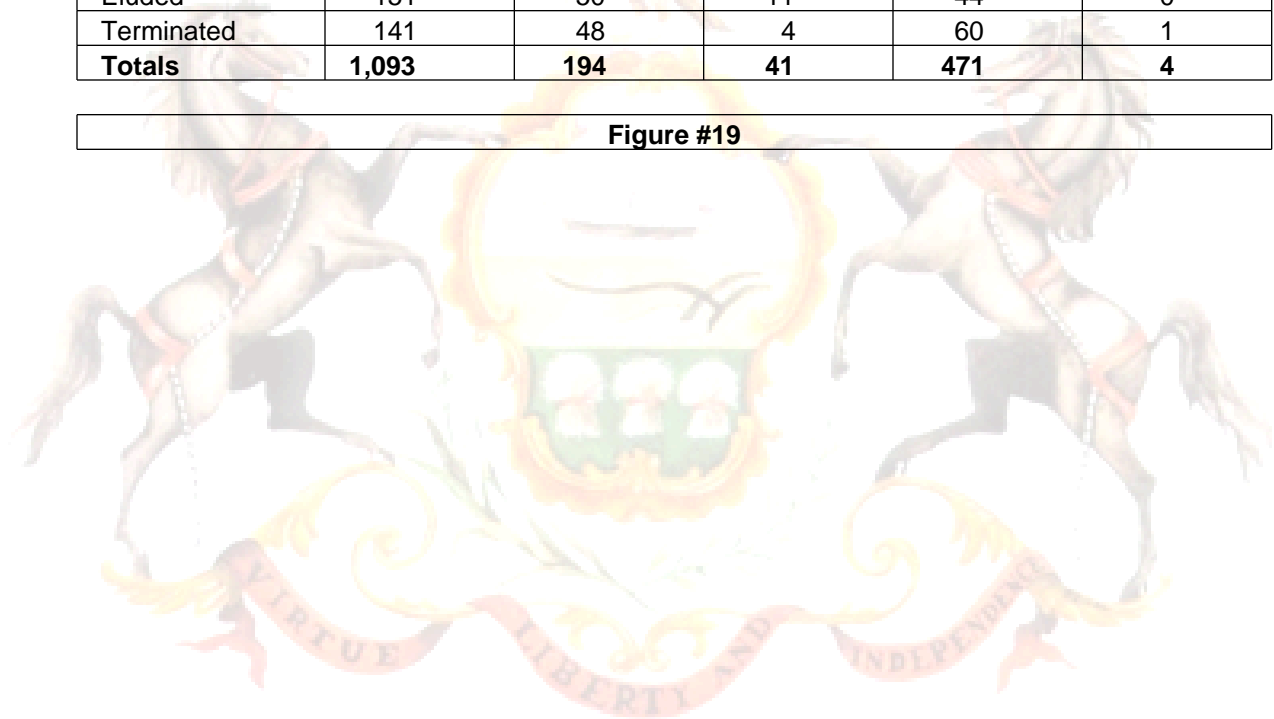 Terminated 141 48 4 60 1
Totals 1,093 194 41 471 4
Figure #19
VIRTUE LIBERTY AND INDEPENDENCE